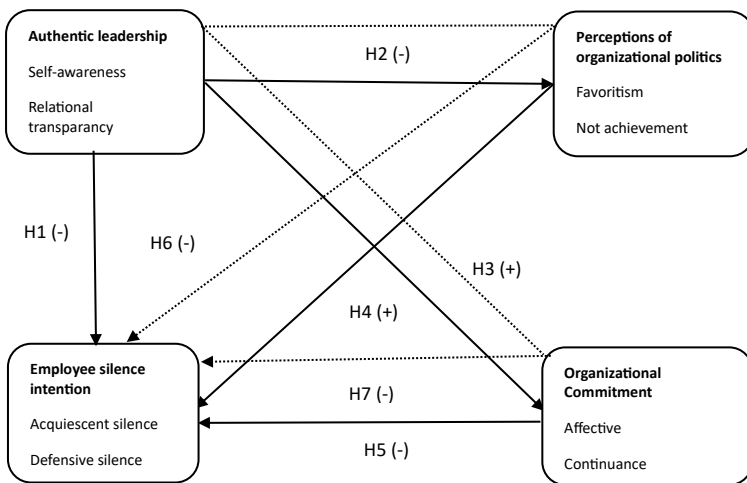 Authentic leadership
Self-awareness
Relational
transparancy
H2 (-)
Perceptions of
organizational politics
Favoritism
Not achievement
H1 (-)
H6 (-)
H3 (+)
H4 (+)
Employee silence
intention
Acquiescent silence
Defensive silence
H7 (-)
H5 (-)
Organizational
Commitment
Affective
Continuance